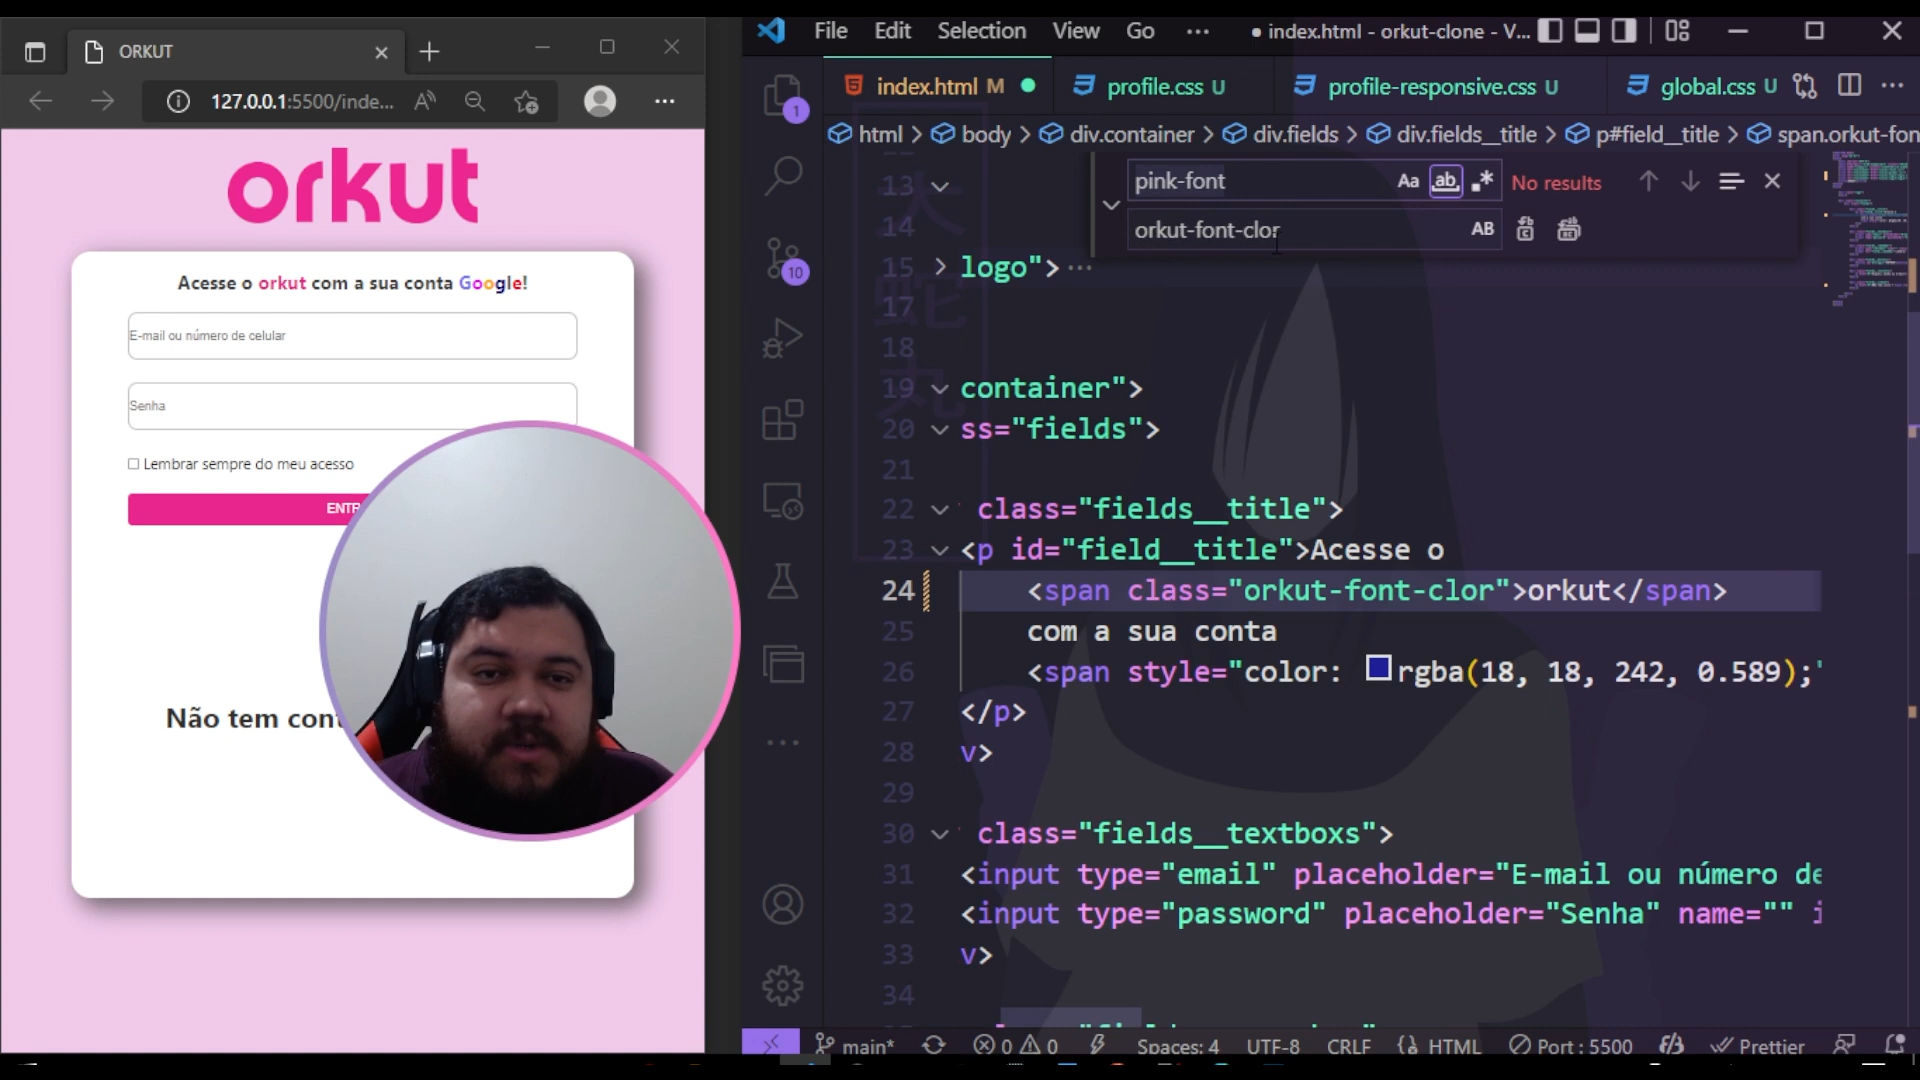 ORKUT
127.0.0.1:5500/inde...
orkut
Acesse o orkut com a sua conta Google!
E-mail ou número de celular
Senha
Lembrar sempre do meu acesso
Não tem
File Edit Selection View Go ···
● index.html - orkut-clone - V...
index.html M ●
profile.css U
profile-responsive.css U
global.css U
html > body > div.container > div.fields > div.fields__title > p#field__title > span.orkut-fon
pink-font
Aa ab .* No results
orkut-font-clor
AB
1
10
13
14
15 logo"> ···
17
18
19 container">
20 ss="fields">
21
22 class="fields__title">
23 <p id="field__title">Acesse o
24 <span class="orkut-font-clor">orkut</span>
25 com a sua conta
26 <span style="color: rgba(18, 18, 242, 0.589);"
27 </p>
28 v>
29
30 class="fields__textboxs">
31 <input type="email" placeholder="E-mail ou número de
32 <input type="password" placeholder="Senha" name="" i
33 v>
34
main* 0 0 Spaces: 4 UTF-8 CRLF {} HTML Port : 5500 Prettier